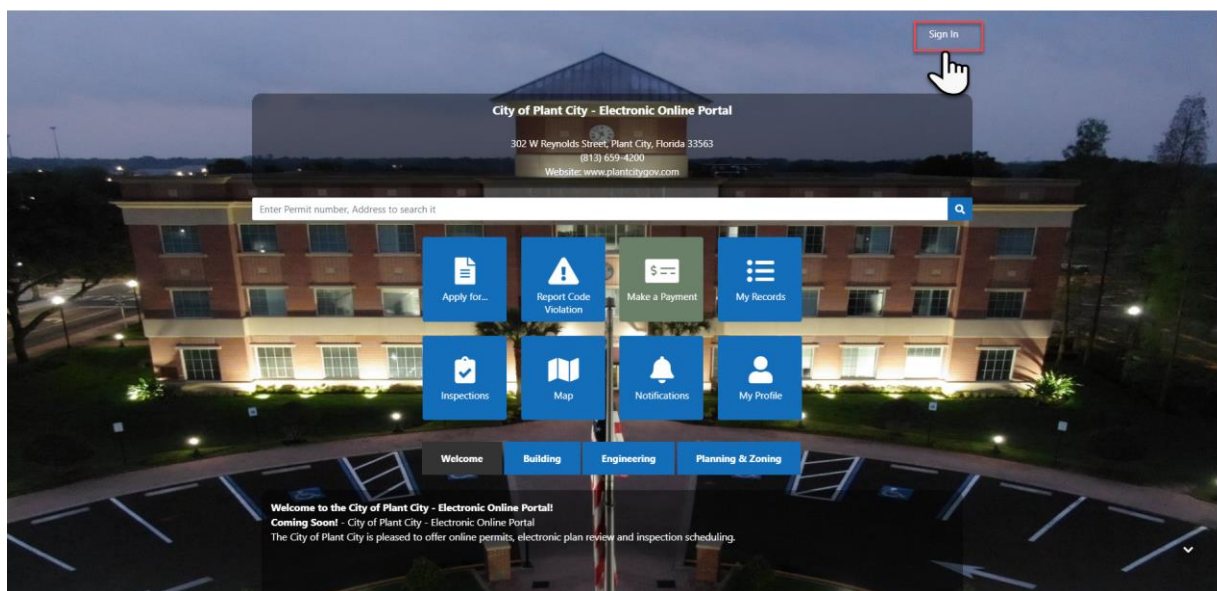 Sign In
City of Plant City - Electronic Online Portal
302 W Reynolds Street, Plant City, Florida 33563
(813) 659-4200
Website: www.plantcitygov.com
Enter Permit number, Address to search it
Apply for...
Report Code
Violation
Make a Payment
My Records
Inspections
Map
Notifications
My Profile
Welcome Building Engineering Planning & Zoning
Welcome to the City of Plant City - Electronic Online Portal!
Coming Soon! - City of Plant City - Electronic Online Portal
The City of Plant City is pleased to offer online permits, electronic plan review and inspection scheduling.